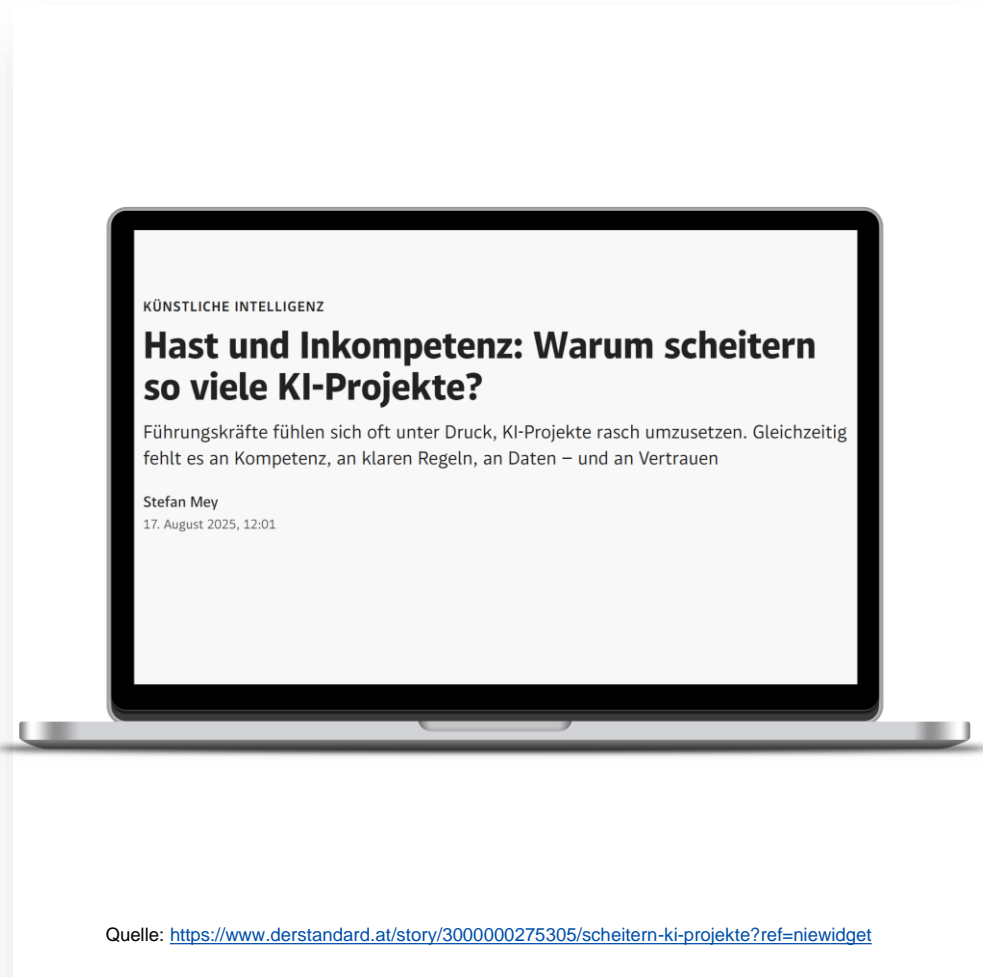 KÜNSTLICHE INTELLIGENZ
Hast und Inkompetenz: Warum scheitern
so viele KI-Projekte?
Führungskräfte fühlen sich oft unter Druck, KI-Projekte rasch umzusetzen. Gleichzeitig
fehlt es an Kompetenz, an klaren Regeln, an Daten – und an Vertrauen
Stefan Mey
17. August 2025, 12:01
Quelle: https://www.derstandard.at/story/3000000275305/scheitern-ki-projekte?ref=niewidget